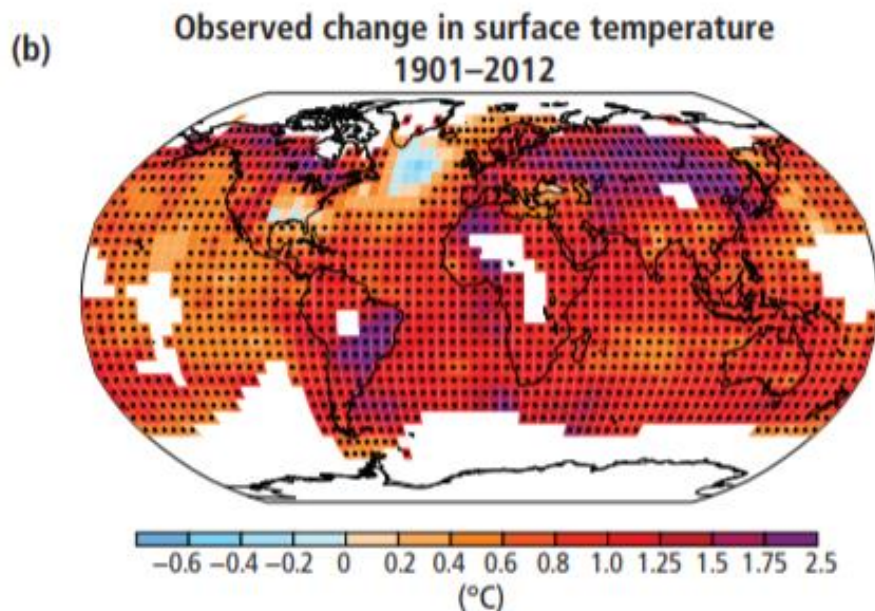 (b)
Observed change in surface temperature
1901–2012
−0.6 −0.4 −0.2 0 0.2 0.4 0.6 0.8 1.0 1.25 1.5 1.75 2.5
(°C)